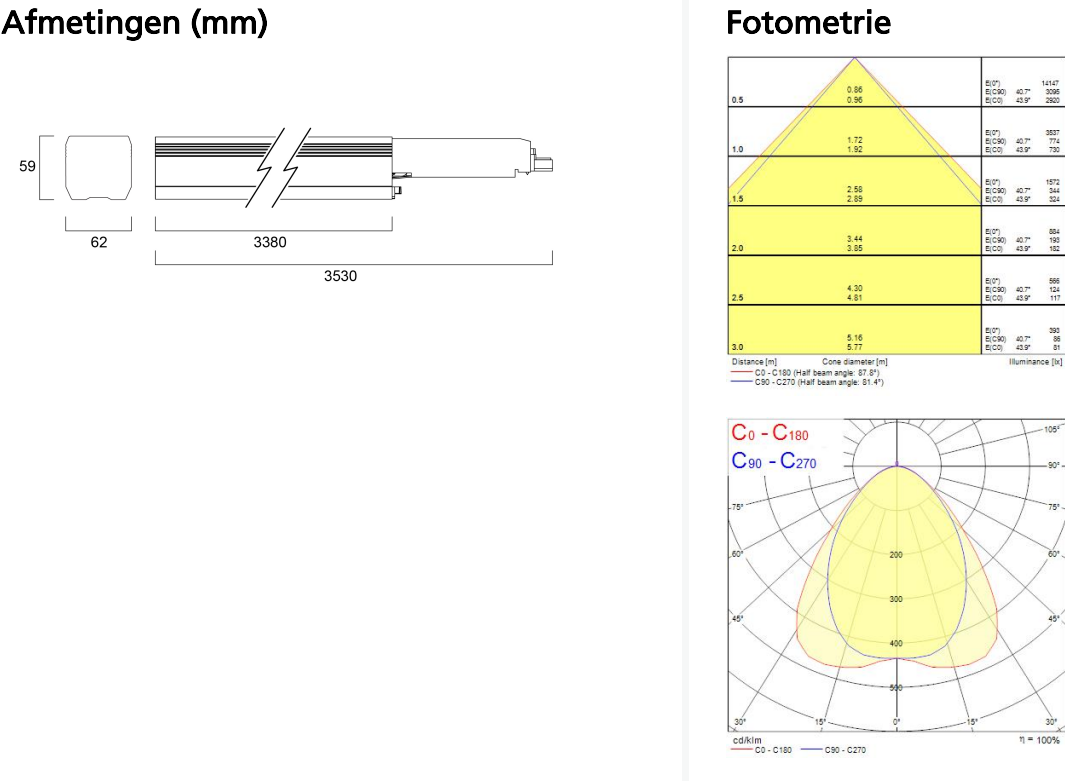 Afmetingen (mm)
59
62
3380
3530
Fotometrie
0.5
0.86
0.96
E(0°) 14147
E(C90) 40.7° 3095
E(C0) 43.9° 2920
1.0
1.72
1.92
E(0°) 3537
E(C90) 40.7° 774
E(C0) 43.9° 730
1.5
2.58
2.89
E(0°) 1572
E(C90) 40.7° 344
E(C0) 43.9° 324
2.0
3.44
3.85
E(0°) 884
E(C90) 40.7° 193
E(C0) 43.9° 182
2.5
4.30
4.81
E(0°) 566
E(C90) 40.7° 124
E(C0) 43.9° 117
3.0
5.16
5.77
E(0°) 393
E(C90) 40.7° 86
E(C0) 43.9° 81
Distance [m] Cone diameter [m] Illuminance [lx]
C0 - C180 (Half beam angle: 87.8°)
C90 - C270 (Half beam angle: 81.4°)
C0 - C180
C90 - C270
105°
90°
75° 75°
60° 60°
45° 45°
200
300
400
500
30° 15° 0° 15° 30°
cd/klm η = 100%
C0 - C180 C90 - C270